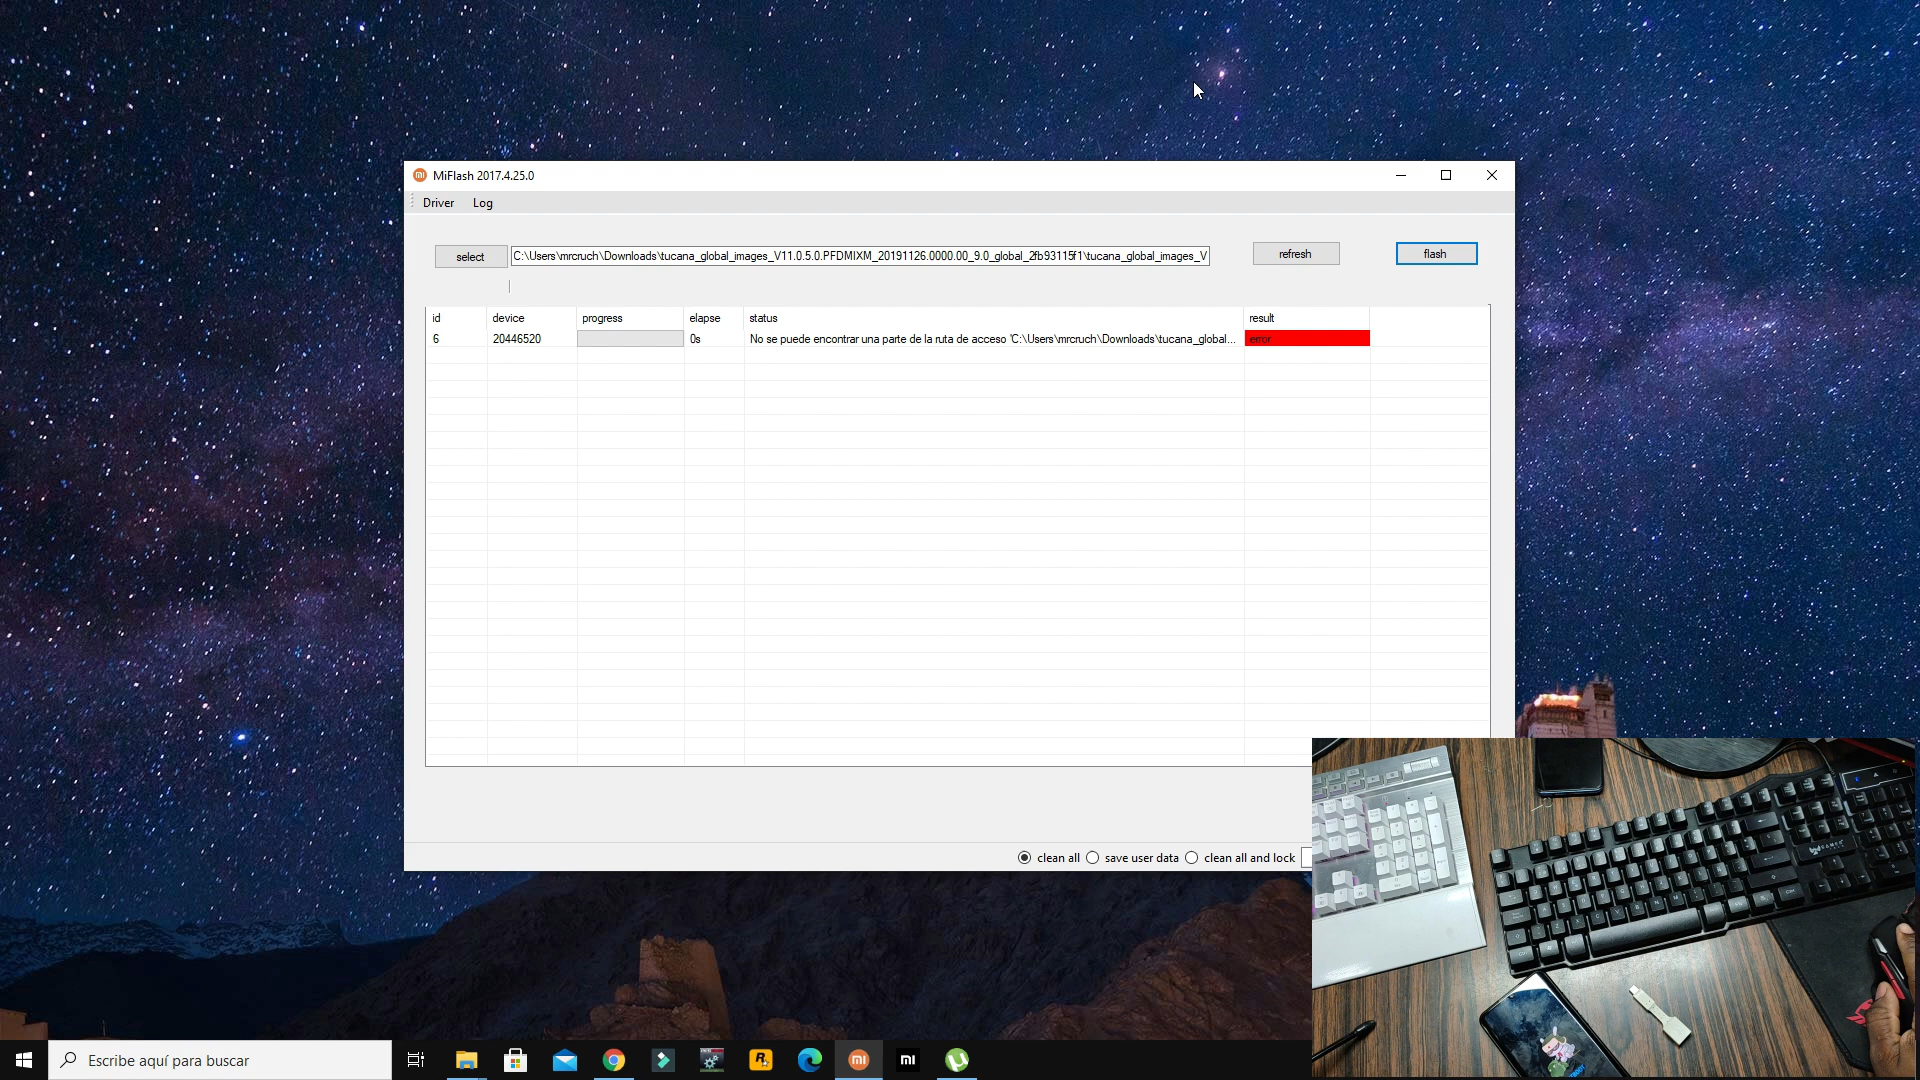 MiFlash 2017.4.25.0
Driver Log
select C:\Users\mrcruch\Downloads\tucana_global_images_V11.0.5.0.PFDMIXM_20191126.0000.00_9.0_global_2fb93115f1\tucana_global_images_V refresh flash
id device progress elapse status result
6 20446520 0s No se puede encontrar una parte de la ruta de acceso 'C:\Users\mrcruch\Downloads\tucana_global... error
clean all save user data clean all and lock
Escribe aquí para buscar